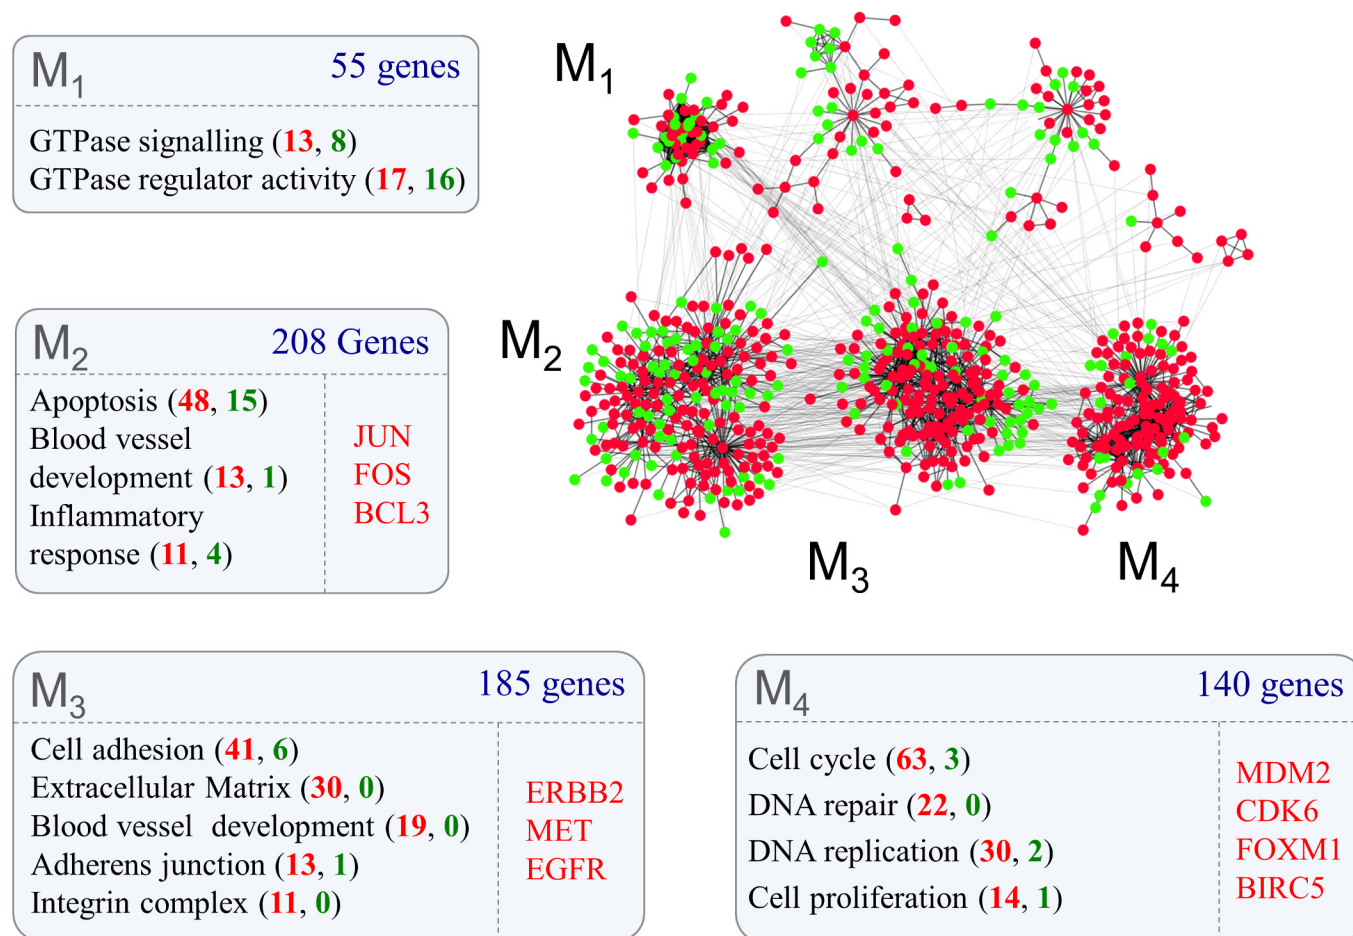 M1
55 genes
GTPase signalling (13, 8)
GTPase regulator activity (17, 16)
M1
M2
208 Genes
Apoptosis (48, 15)
Blood vessel
development (13, 1)
Inflammatory
response (11, 4)
JUN
FOS
BCL3
M2
M3
M4
M3
185 genes
Cell adhesion (41, 6)
Extracellular Matrix (30, 0)
Blood vessel development (19, 0)
Adherens junction (13, 1)
Integrin complex (11, 0)
ERBB2
MET
EGFR
M4
140 genes
Cell cycle (63, 3)
DNA repair (22, 0)
DNA replication (30, 2)
Cell proliferation (14, 1)
MDM2
CDK6
FOXM1
BIRC5